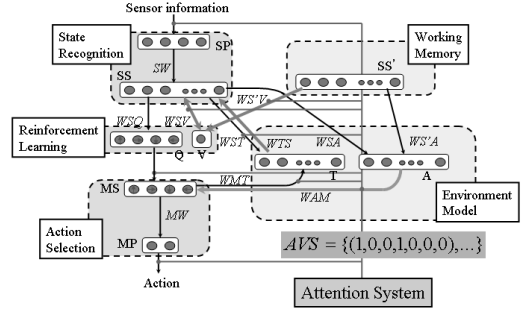 Sensor information
State
Recognition
SP
Working
Memory
SW
SS
SS'
WS'V
WSQ
WSV
Reinforcement
Learning
Q
V
WST
WTS
WSA
WS'A
T
A
MS
WMT
WAM
Environment
Model
MW
Action
Selection
MP
AVS = {(1,0,0,1,0,0,0),...}
Action
Attention System